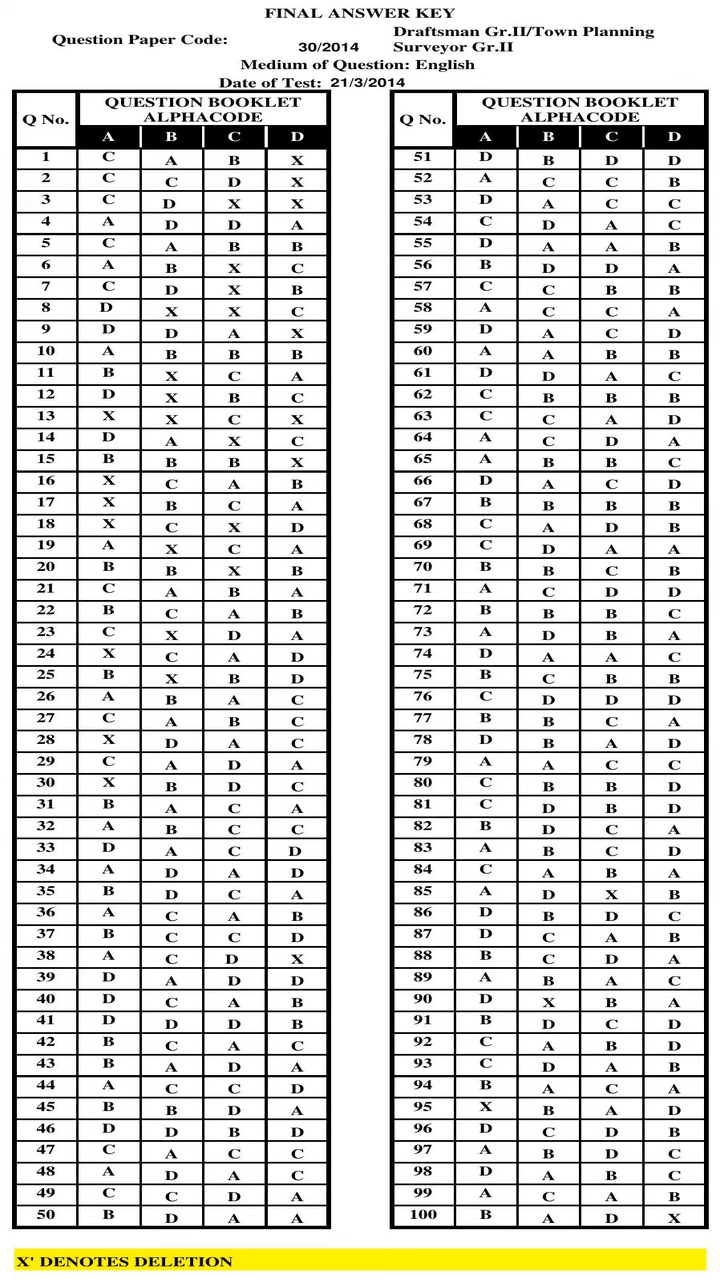 FINAL ANSWER KEY
Question Paper Code: 30/2014 Draftsman Gr.II/Town Planning Surveyor Gr.II
Medium of Question: English
Date of Test: 21/3/2014
Q No. QUESTION BOOKLET ALPHACODE Q No. QUESTION BOOKLET ALPHACODE
A B C D A B C D
1 C A B X 51 D B D D
2 C C D X 52 A C C B
3 C D X X 53 D A C C
4 A D D A 54 C D A C
5 C A B B 55 D A A B
6 A B X C 56 B D D A
7 C D X B 57 C C B B
8 D X X C 58 A C C A
9 D D A X 59 D A C D
10 A B B B 60 A A B B
11 B X C A 61 D D A C
12 D X B C 62 C B B B
13 X X C X 63 C C A D
14 D A X C 64 A C D A
15 B B B X 65 A B B C
16 X C A B 66 D A C D
17 X B C A 67 B B B B
18 X C X D 68 C A D B
19 A X C A 69 C D A A
20 B B X B 70 B B C B
21 C A B A 71 A C D D
22 B C A B 72 B B B C
23 C X D A 73 A D B A
24 X C A D 74 D A A C
25 B X B D 75 B C B B
26 A B A C 76 C D D D
27 C A B C 77 B B C A
28 X D A C 78 D B A D
29 C A D A 79 A A C C
30 X B D C 80 C B B D
31 B A C A 81 C D B D
32 A B C C 82 B D C A
33 D A C D 83 A B C D
34 A D A D 84 C A B A
35 B D C A 85 A D X B
36 A C A B 86 D B D C
37 B C C D 87 D C A B
38 A C D X 88 B C D A
39 D A D D 89 A B A C
40 D C A B 90 D X B A
41 D D D B 91 B D C D
42 B C A C 92 C A B D
43 B A D A 93 C D A B
44 A C C D 94 B A C A
45 B B D A 95 X B A D
46 D D B D 96 D C D B
47 C A C C 97 A B D C
48 A D A C 98 D A B C
49 C C D A 99 A C A B
50 B D A A 100 B A D X
X' DENOTES DELETION